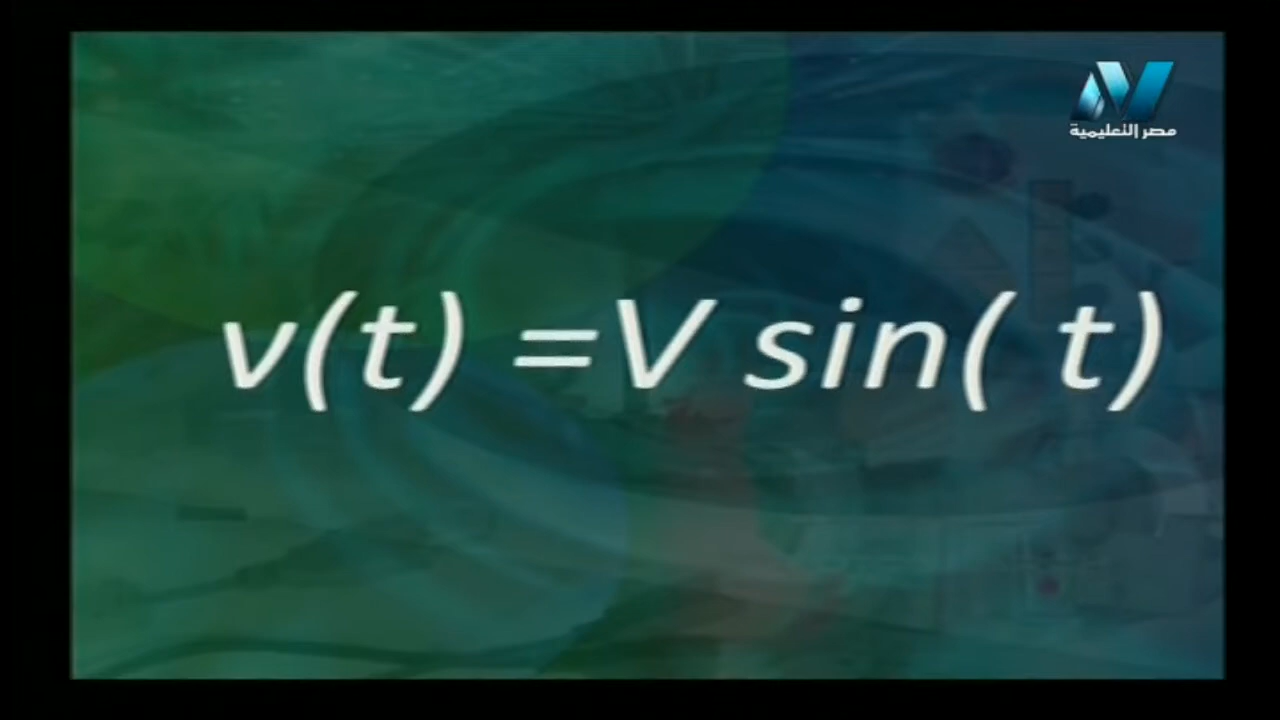 مصر التعليمية
v(t) =V sin( t)